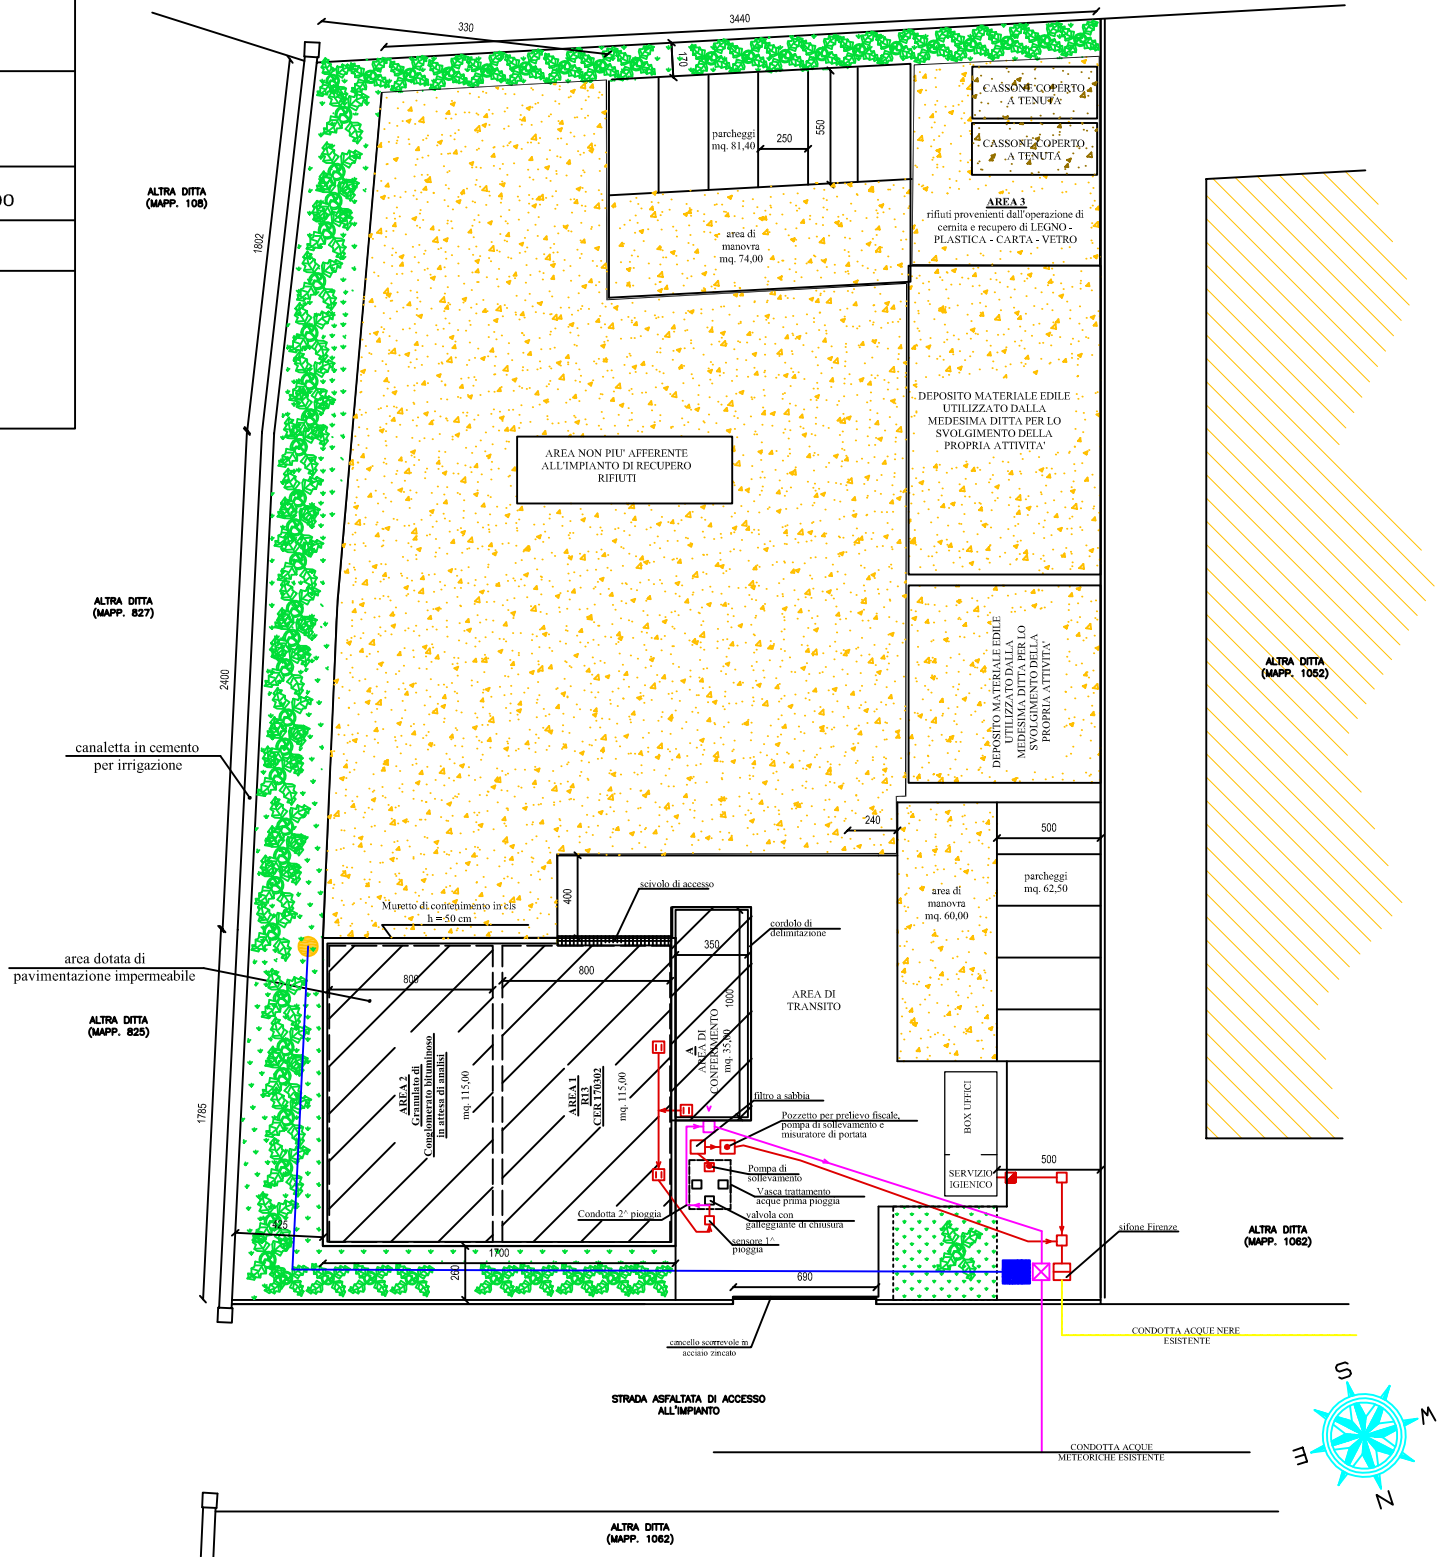 3440
330
170
CASSONE COPERTO
A TENUTA
CASSONE COPERTO
A TENUTA
parcheggi
mq. 81,40
250
550
ALTRA DITTA
(MAPP. 108)
AREA 3
rifiuti provenienti dall'operazione di
cernita e recupero di LEGNO -
PLASTICA - CARTA - VETRO
1802
area di
manovra
mq. 74,00
DEPOSITO MATERIALE EDILE
UTILIZZATO DALLA
MEDESIMA DITTA PER LO
SVOLGIMENTO DELLA
PROPRIA ATTIVITA'
AREA NON PIU' AFFERENTE
ALL'IMPIANTO DI RECUPERO
RIFIUTI
ALTRA DITTA
(MAPP. 827)
DEPOSITO MATERIALE EDILE
UTILIZZATO DALLA
MEDESIMA DITTA PER LO
SVOLGIMENTO DELLA
PROPRIA ATTIVITA'
ALTRA DITTA
(MAPP. 1052)
2400
canaletta in cemento
per irrigazione
240
500
parcheggi
mq. 62,50
area di
manovra
mq. 60,00
400
scivolo di accesso
Muretto di contenimento in cls
h = 50 cm
cordolo di
delimitazione
350
area dotata di
pavimentazione impermeabile
800
800
1000
AREA DI
TRANSITO
ALTRA DITTA
(MAPP. 825)
A
AREA DI
CONFERIMENTO
mq. 35,00
AREA 2
Granulato di
Conglomerato bituminoso
in attesa di analisi
mq. 115,00
AREA 1
R13
CER 170302
mq. 115,00
filtro a sabbia
Pozzetto per prelievo fiscale,
pompa di sollevamento e
misuratore di portata
BOX UFFICI
1785
Pompa di
sollevamento
SERVIZIO
IGIENICO
500
Vasca trattamento
acque prima pioggia
Condotta 2^ pioggia
valvola con
galleggiante di chiusura
425
sensore 1^
pioggia
sifone Firenze
ALTRA DITTA
(MAPP. 1062)
1700
260
690
cancello scorrevole in
acciaio zincato
CONDOTTA ACQUE NERE
ESISTENTE
STRADA ASFALTATA DI ACCESSO
ALL'IMPIANTO
S
W
E
N
CONDOTTA ACQUE
METEORICHE ESISTENTE
ALTRA DITTA
(MAPP. 1062)